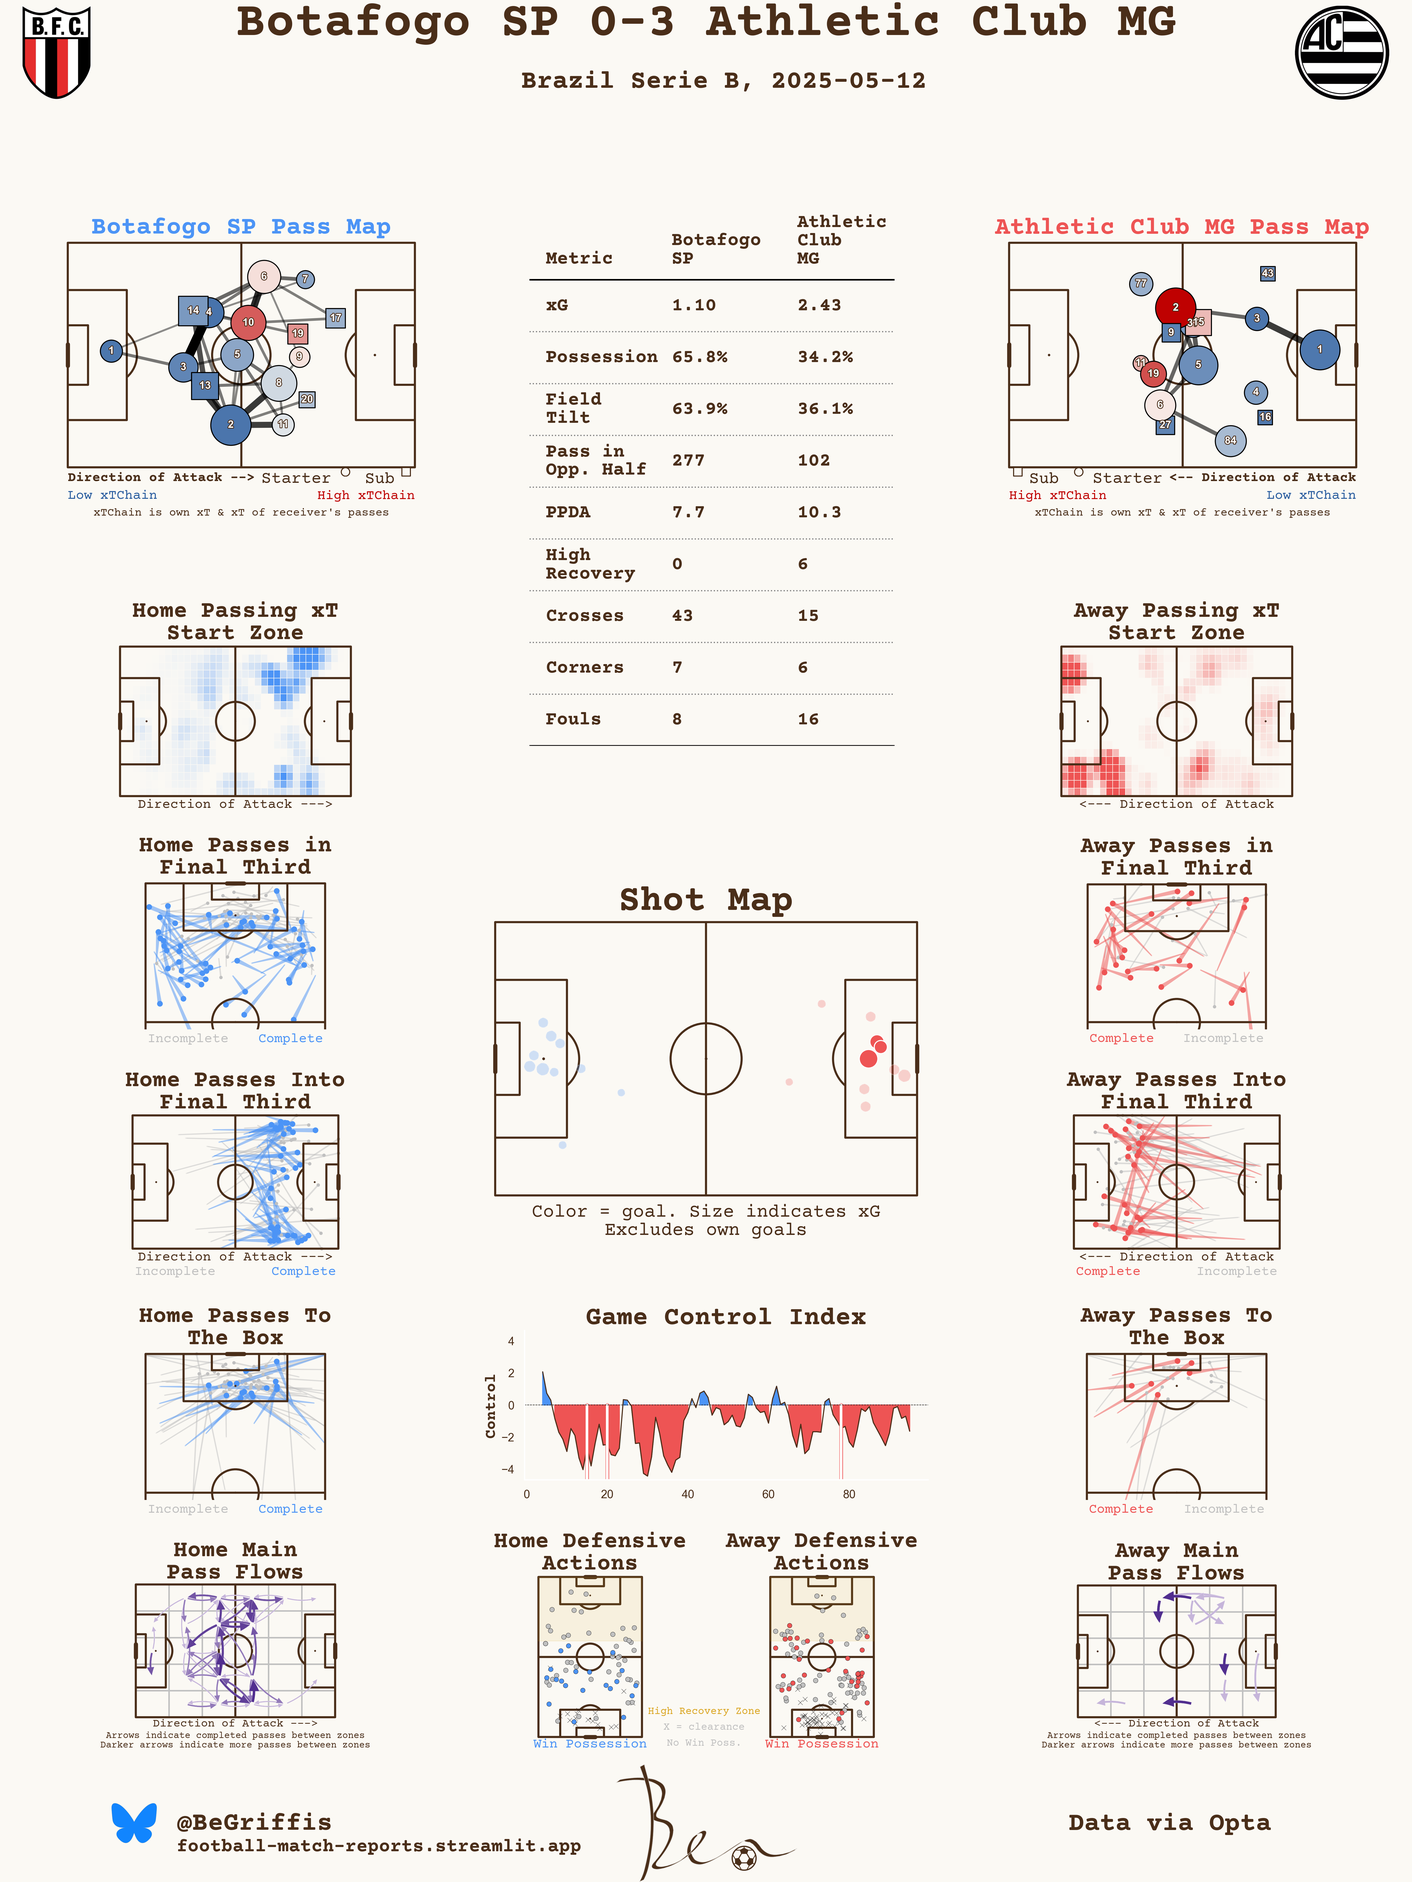 Botafogo SP 0-3 Athletic Club MG
Brazil Serie B, 2025-05-12
B.F.C.
AC
Botafogo SP Pass Map
6
7
14
4
10
17
19
1
3
5
9
13
8
20
2
11
Direction of Attack --> Starter Sub
Low xTChain High xTChain
xTChain is own xT & xT of receiver's passes
Metric Botafogo SP Athletic Club MG
xG 1.10 2.43
Possession 65.8% 34.2%
Field Tilt 63.9% 36.1%
Pass in Opp. Half 277 102
PPDA 7.7 10.3
High Recovery 0 6
Crosses 43 15
Corners 7 6
Fouls 8 16
Athletic Club MG Pass Map
43
77
2
3
15
9
1
11
19
5
4
6
16
27
84
Sub Starter <-- Direction of Attack
High xTChain Low xTChain
xTChain is own xT & xT of receiver's passes
Home Passing xT
Start Zone
Direction of Attack --->
Away Passing xT
Start Zone
<--- Direction of Attack
Home Passes in
Final Third
Incomplete Complete
Away Passes in
Final Third
Complete Incomplete
Shot Map
Color = goal. Size indicates xG
Excludes own goals
Home Passes Into
Final Third
Direction of Attack --->
Incomplete Complete
Away Passes Into
Final Third
<--- Direction of Attack
Complete Incomplete
Home Passes To
The Box
Incomplete Complete
Game Control Index
Control
4
2
0
−2
−4
0 20 40 60 80
Away Passes To
The Box
Complete Incomplete
Home Main
Pass Flows
Direction of Attack --->
Arrows indicate completed passes between zones
Darker arrows indicate more passes between zones
Home Defensive
Actions
Win Possession
High Recovery Zone
X = clearance
No Win Poss.
Away Defensive
Actions
Win Possession
Away Main
Pass Flows
<--- Direction of Attack
Arrows indicate completed passes between zones
Darker arrows indicate more passes between zones
@BeGriffis
football-match-reports.streamlit.app
Ben
Data via Opta